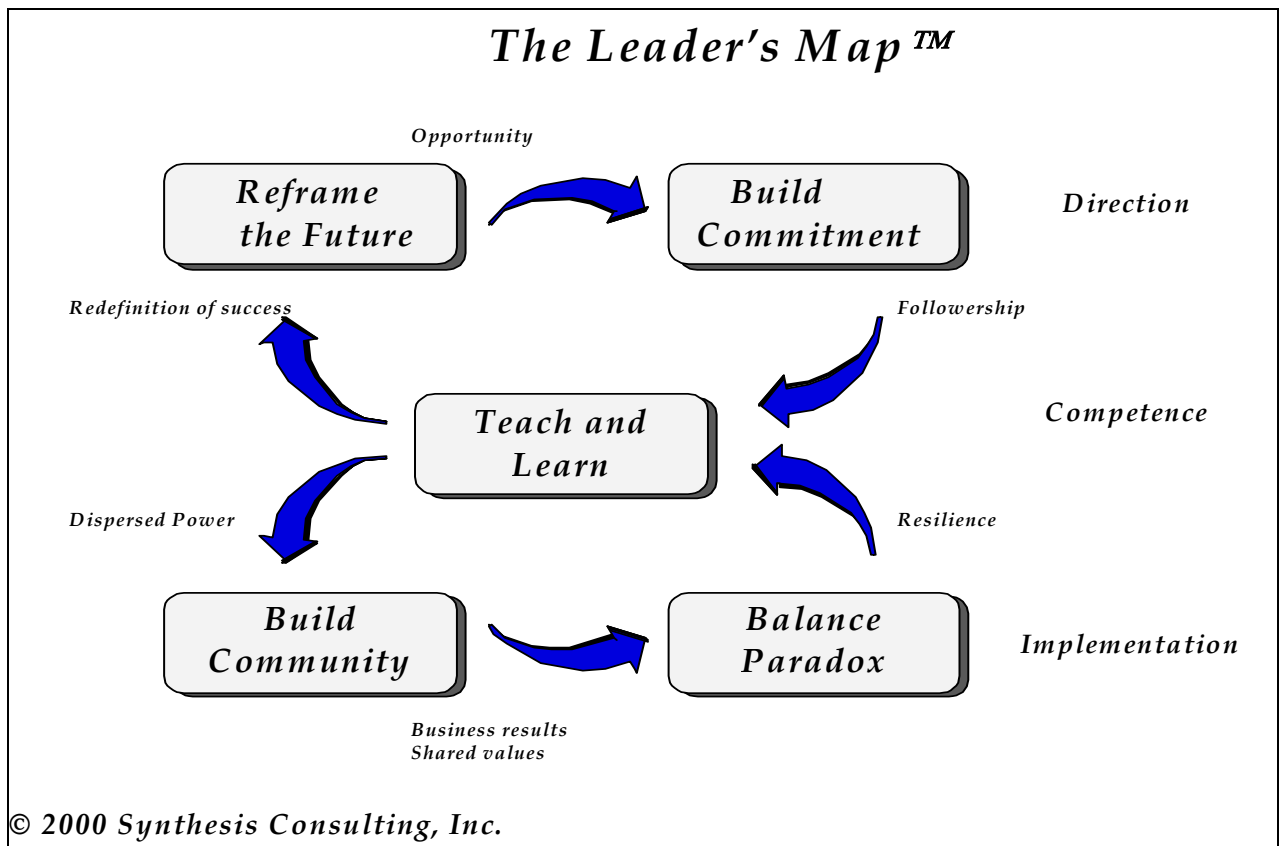 The Leader's Map™
Opportunity
Reframe
the Future
Build
Commitment
Direction
Redefinition of success
Followership
Teach and
Learn
Competence
Dispersed Power
Resilience
Build
Community
Balance
Paradox
Implementation
Business results
Shared values
© 2000 Synthesis Consulting, Inc.